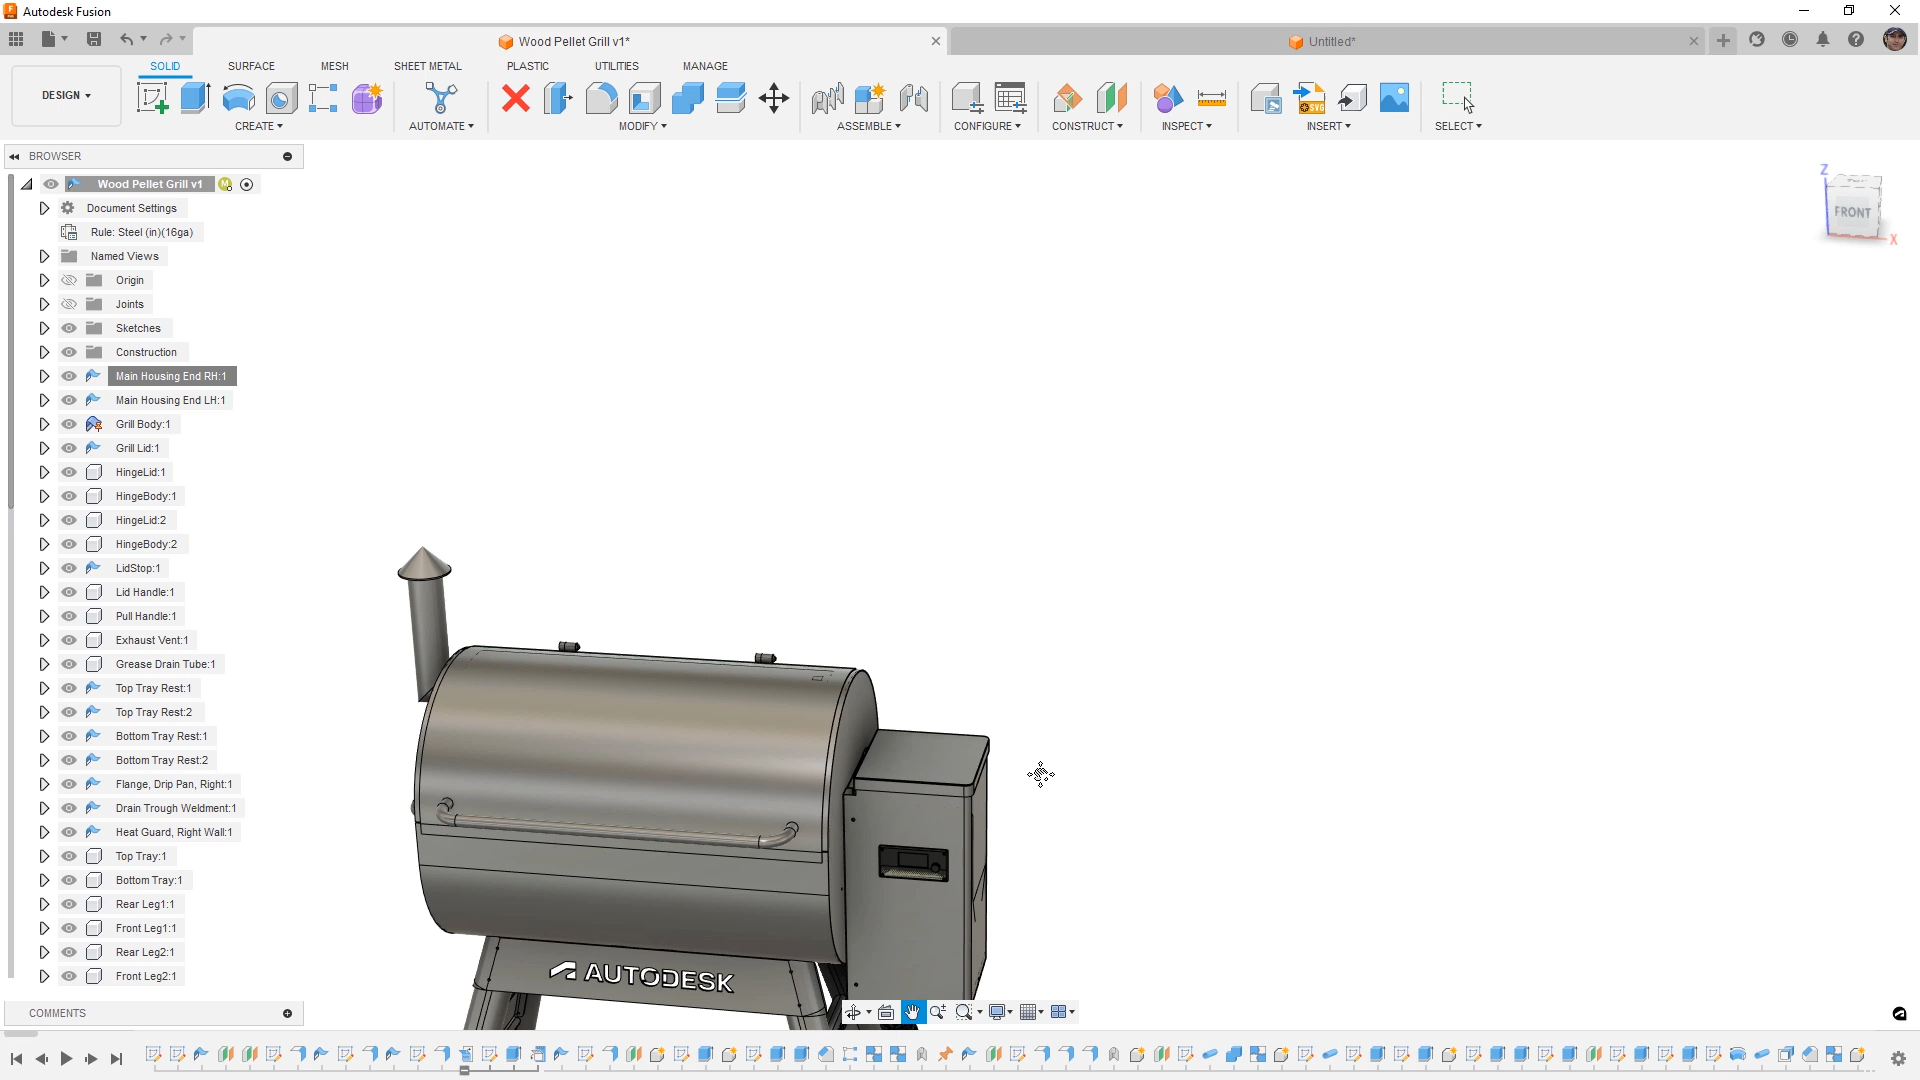 Autodesk Fusion
Wood Pellet Grill v1*
Untitled*
DESIGN
SOLID
SURFACE
MESH
SHEET METAL
PLASTIC
UTILITIES
MANAGE
CREATE
AUTOMATE
MODIFY
ASSEMBLE
CONFIGURE
CONSTRUCT
INSPECT
INSERT
SELECT
BROWSER
Wood Pellet Grill v1
Document Settings
Rule: Steel (in)(16ga)
Named Views
Origin
Joints
Sketches
Construction
Main Housing End RH:1
Main Housing End LH:1
Grill Body:1
Grill Lid:1
HingeLid:1
HingeBody:1
HingeLid:2
HingeBody:2
LidStop:1
Lid Handle:1
Pull Handle:1
Exhaust Vent:1
Grease Drain Tube:1
Top Tray Rest:1
Top Tray Rest:2
Bottom Tray Rest:1
Bottom Tray Rest:2
Flange, Drip Pan, Right:1
Drain Trough Weldment:1
Heat Guard, Right Wall:1
Top Tray:1
Bottom Tray:1
Rear Leg1:1
Front Leg1:1
Rear Leg2:1
Front Leg2:1
Z
FRONT
X
AUTODESK
COMMENTS